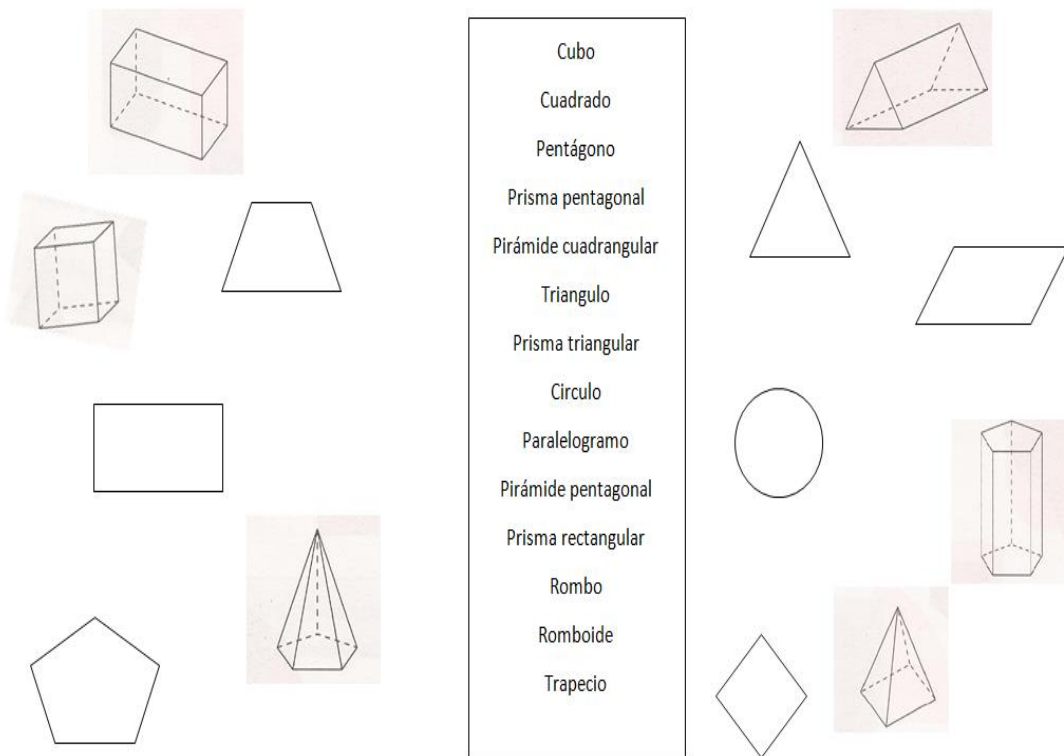 Cubo
Cuadrado
Pentágono
Prisma pentagonal
Pirámide cuadrangular
Triangulo
Prisma triangular
Circulo
Paralelogramo
Pirámide pentagonal
Prisma rectangular
Rombo
Romboide
Trapecio